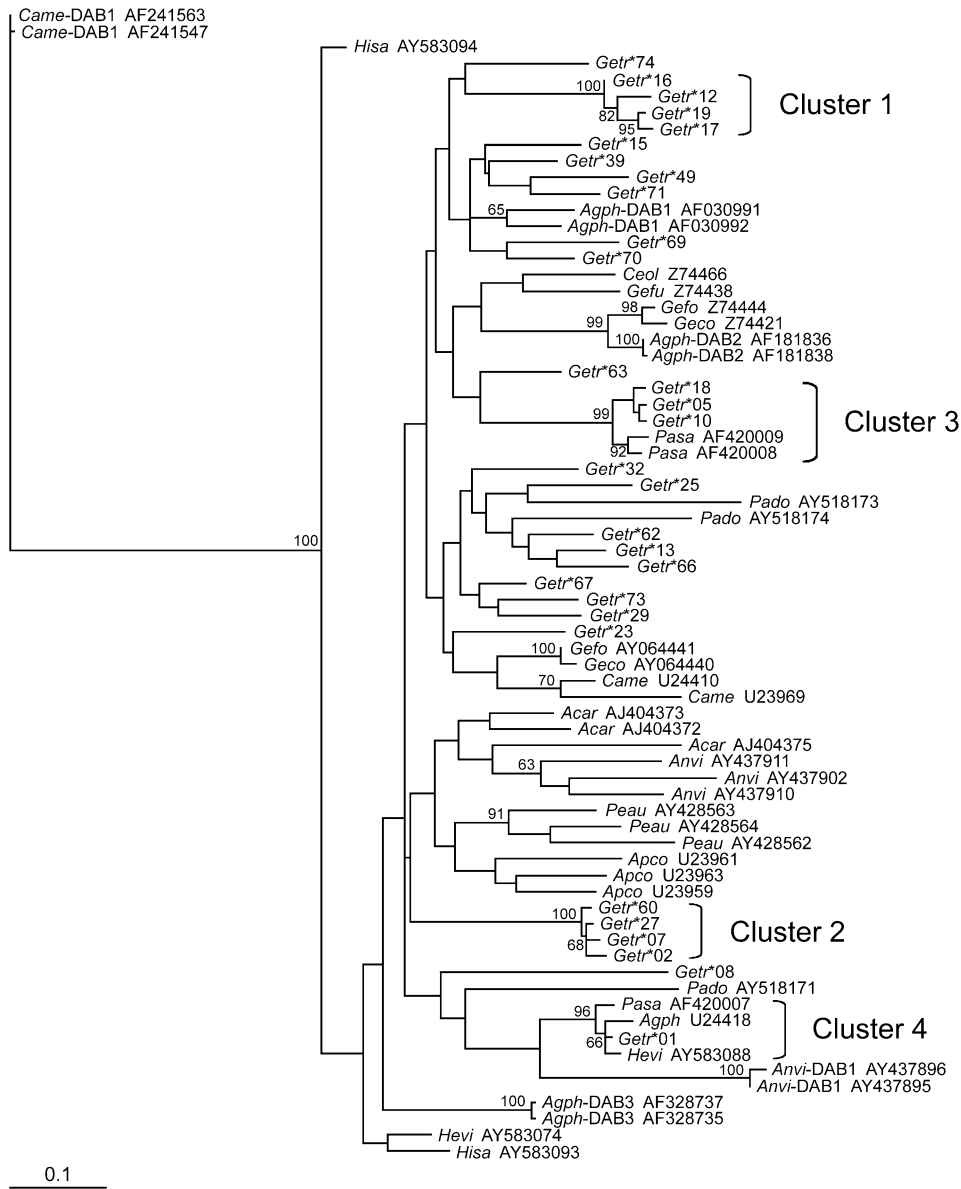 Came-DAB1 AF241563
Came-DAB1 AF241547
Hisa AY583094
Getr*74
100 Getr*16
Getr*12
Cluster 1
82 Getr*19
95 Getr*17
Getr*15
Getr*39
Getr*49
Getr*71
65 Agph-DAB1 AF030991
Agph-DAB1 AF030992
Getr*69
Getr*70
Ceol Z74466
Gefu Z74438
98 Gefo Z74444
99 Geco Z74421
100 Agph-DAB2 AF181836
Agph-DAB2 AF181838
Getr*63
Getr*18
99 Getr*05
Getr*10
Cluster 3
Pasa AF420009
92 Pasa AF420008
Getr*32
Getr*25
Pado AY518173
Pado AY518174
Getr*62
100
Getr*13
Getr*66
Getr*67
Getr*73
Getr*29
Getr*23
100 Gefo AY064441
Geco AY064440
70 Came U24410
Came U23969
Acar AJ404373
Acar AJ404372
Acar AJ404375
63 Anvi AY437911
Anvi AY437902
Anvi AY437910
91 Peau AY428563
Peau AY428564
Peau AY428562
Apco U23961
Apco U23963
Apco U23959
100 Getr*60
Getr*27
Cluster 2
68 Getr*07
Getr*02
Getr*08
Pado AY518171
96 Pasa AF420007
Agph U24418
Cluster 4
66 Getr*01
Hevi AY583088
100 Anvi-DAB1 AY437896
Anvi-DAB1 AY437895
100 Agph-DAB3 AF328737
Agph-DAB3 AF328735
Hevi AY583074
Hisa AY583093
0.1